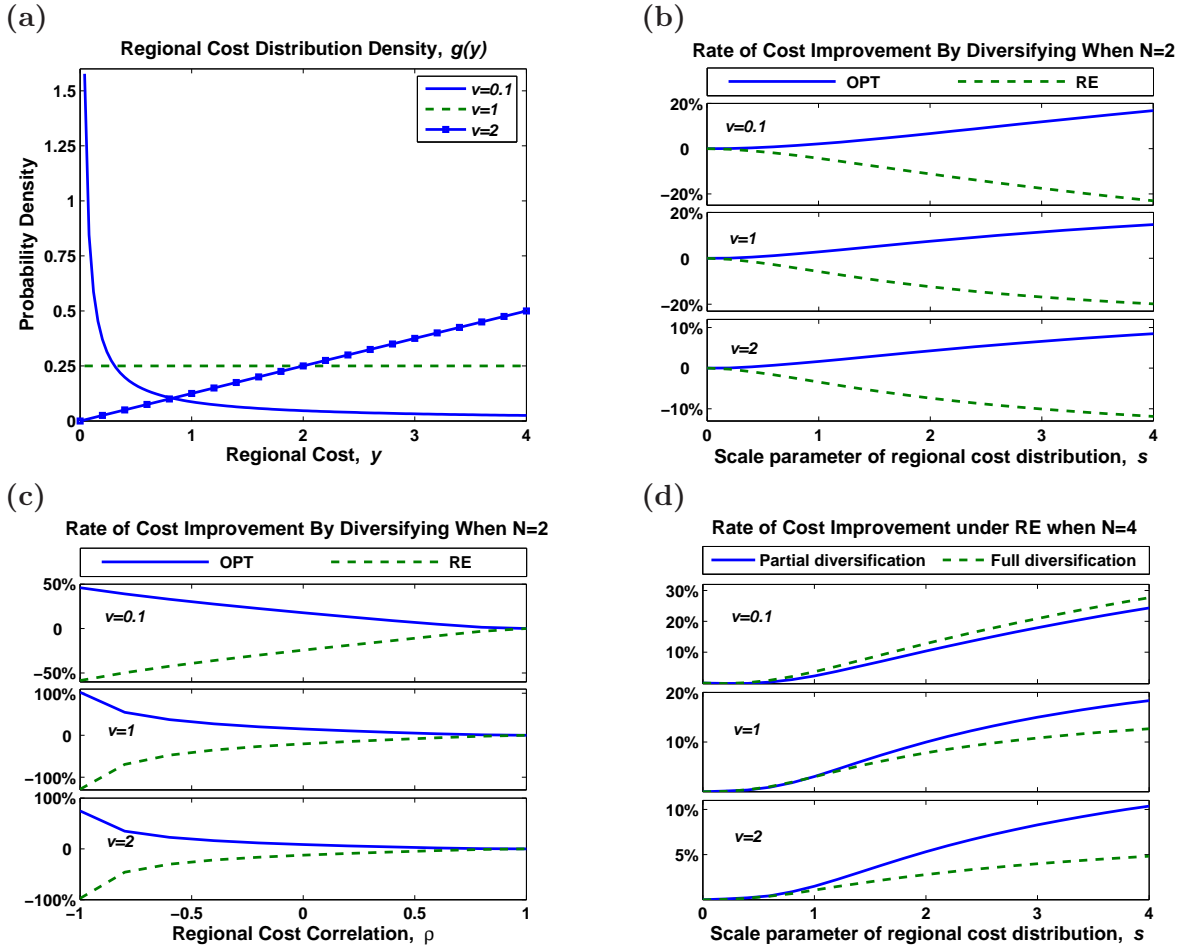 (a)
Regional Cost Distribution Density, g(y)
Probability Density
1.5
1.25
1
0.75
0.5
0.25
0
v=0.1
v=1
v=2
0 1 2 3 4
Regional Cost, y
(b)
Rate of Cost Improvement By Diversifying When N=2
OPT RE
20%
0
−20%
v=0.1
20%
0
−20%
v=1
10%
0
−10%
v=2
0 1 2 3 4
Scale parameter of regional cost distribution, s
(c)
Rate of Cost Improvement By Diversifying When N=2
OPT RE
50%
0
−50%
v=0.1
100%
0
−100%
v=1
100%
0
−100%
v=2
−1 −0.5 0 0.5 1
Regional Cost Correlation, ρ
(d)
Rate of Cost Improvement under RE when N=4
Partial diversification Full diversification
30%
20%
10%
v=0.1
20%
10%
v=1
10%
5%
v=2
0 1 2 3 4
Scale parameter of regional cost distribution, s